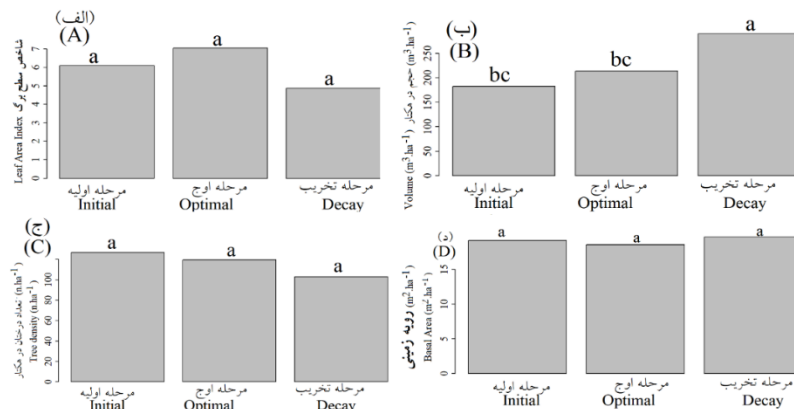 (الف)
(A)
a
a
a
شاخص سطح برگ Leaf Area Index
0 1 2 3 4 5 6 7
مرحله اولیه
Initial
مرحله اوج
Optimal
مرحله تخریب
Decay
(ب)
(B)
bc
bc
a
حجم در هکتار (m³.ha⁻¹)
Volume (m³.ha⁻¹)
0 50 100 150 200 250
مرحله اولیه
Initial
مرحله اوج
Optimal
مرحله تخریب
Decay
(ج)
(C)
a
a
a
تعداد درختان در هکتار (n.ha⁻¹)
Tree density (n.ha⁻¹)
0 20 40 60 80 100
مرحله اولیه
Initial
مرحله اوج
Optimal
مرحله تخریب
Decay
(د)
(D)
a
a
a
رویه زمینی (m².ha⁻¹)
Basal Area (m².ha⁻¹)
0 5 10 15
مرحله اولیه
Initial
مرحله اوج
Optimal
مرحله تخریب
Decay